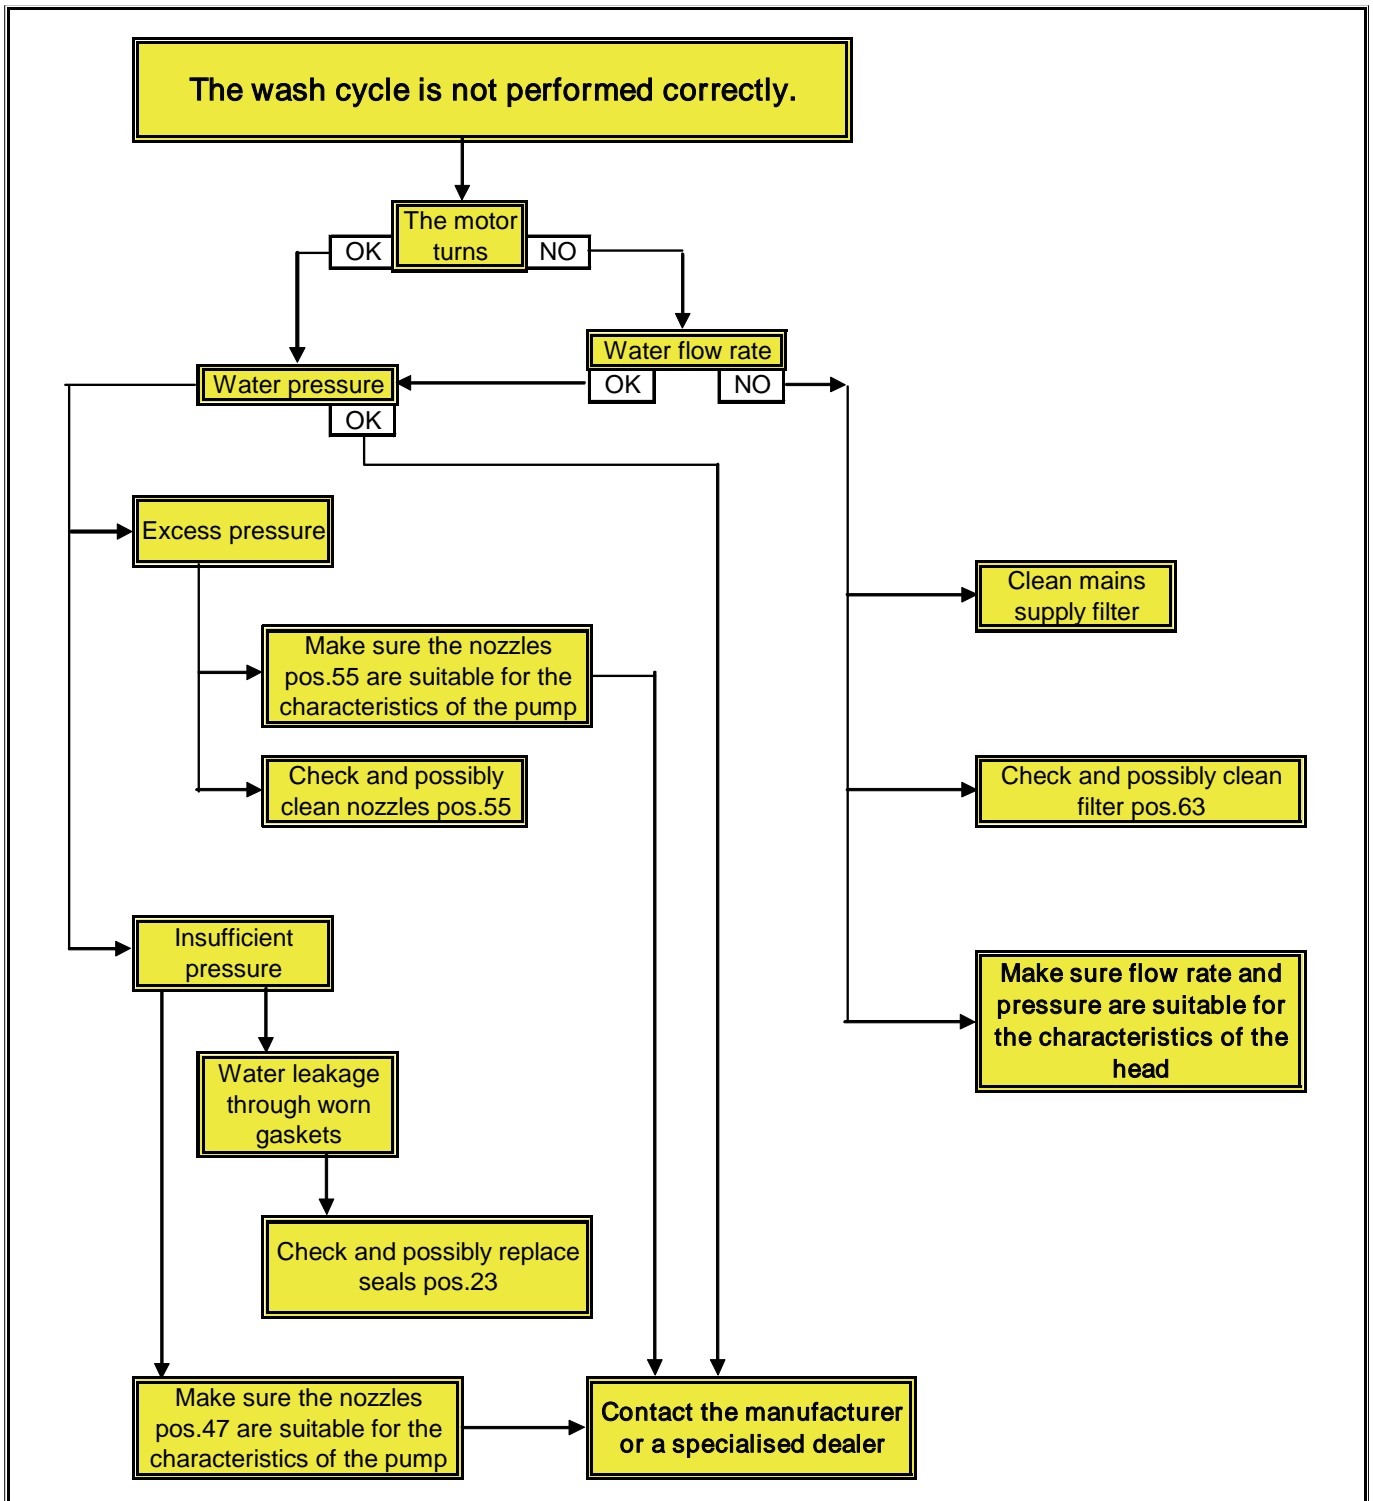 The wash cycle is not performed correctly.
The motor
turns
OK
NO
Water flow rate
OK
NO
Water pressure
OK
Excess pressure
Clean mains
supply filter
Make sure the nozzles
pos.55 are suitable for the
characteristics of the pump
Check and possibly
clean nozzles pos.55
Check and possibly clean
filter pos.63
Insufficient
pressure
Make sure flow rate and
pressure are suitable for
the characteristics of the
head
Water leakage
through worn
gaskets
Check and possibly replace
seals pos.23
Make sure the nozzles
pos.47 are suitable for the
characteristics of the pump
Contact the manufacturer
or a specialised dealer